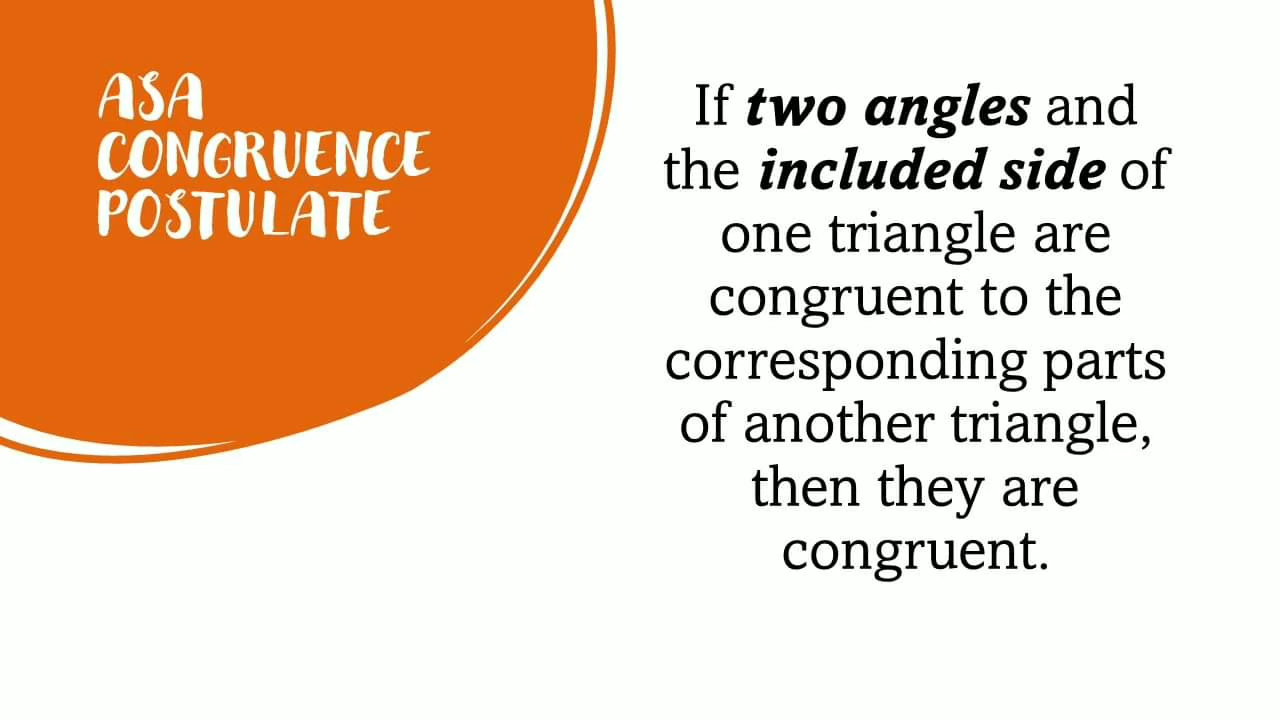 ASA
CONGRUENCE
POSTULATE
If two angles and
the included side of
one triangle are
congruent to the
corresponding parts
of another triangle,
then they are
congruent.